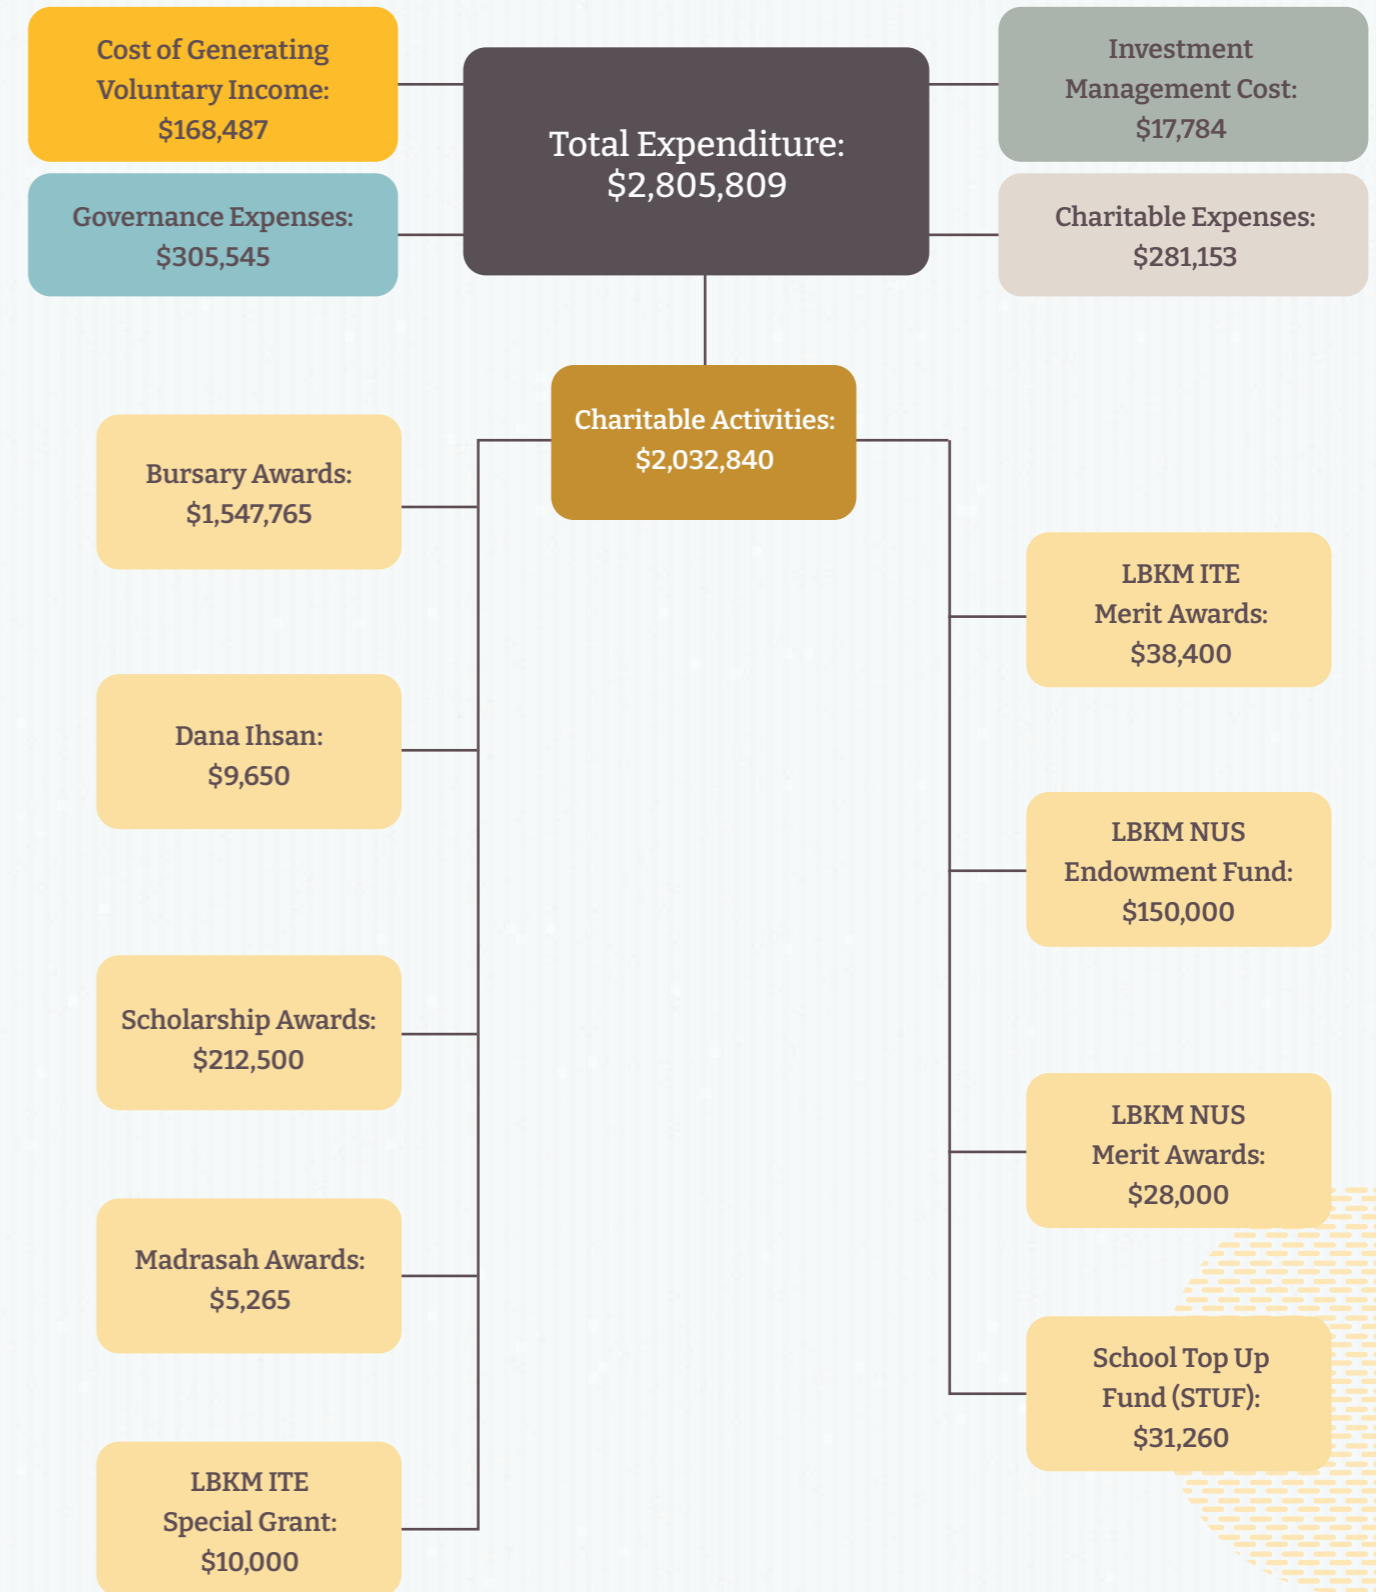 Cost of Generating
Voluntary Income:
$168,487
Governance Expenses:
$305,545
Total Expenditure:
$2,805,809
Investment
Management Cost:
$17,784
Charitable Expenses:
$281,153
Charitable Activities:
$2,032,840
Bursary Awards:
$1,547,765
Dana Ihsan:
$9,650
Scholarship Awards:
$212,500
Madrasah Awards:
$5,265
LBKM ITE
Special Grant:
$10,000
LBKM ITE
Merit Awards:
$38,400
LBKM NUS
Endowment Fund:
$150,000
LBKM NUS
Merit Awards:
$28,000
School Top Up
Fund (STUF):
$31,260